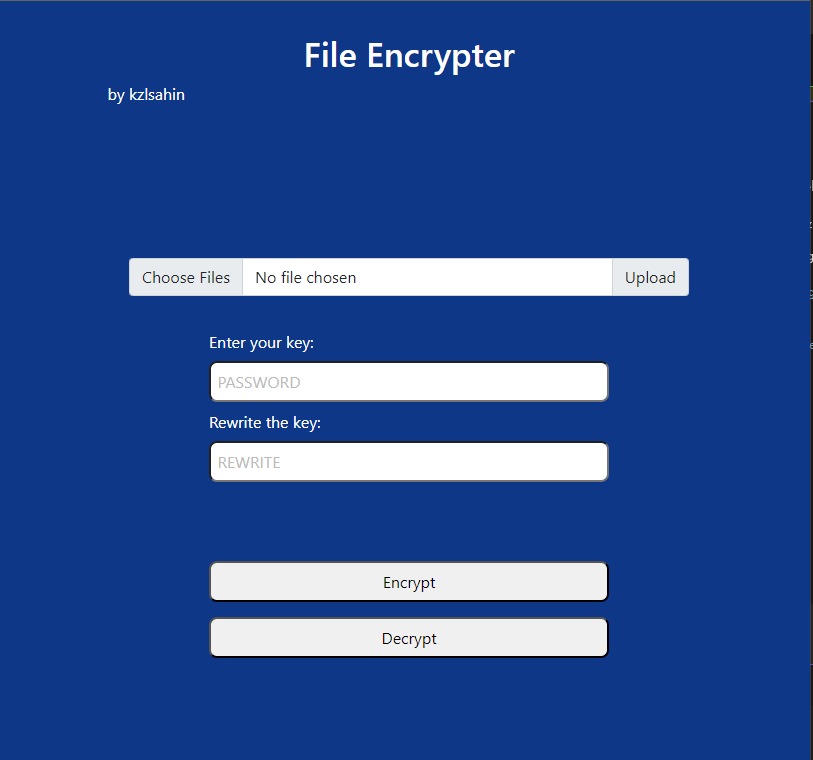 File Encrypter
by kzlsahin
Choose Files No file chosen Upload
Enter your key:
PASSWORD
Rewrite the key:
REWRITE
Encrypt
Decrypt